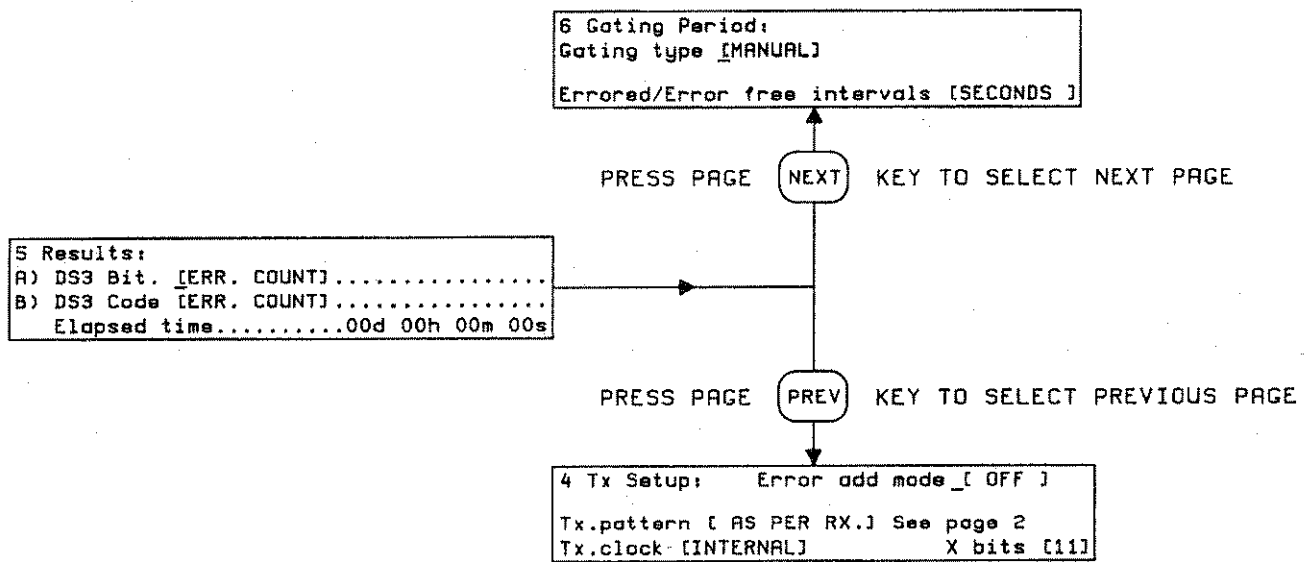 6 Gating Period:
Gating type [MANUAL]
Errored/Error free intervals [SECONDS ]
PRESS PAGE NEXT KEY TO SELECT NEXT PAGE
5 Results:
A) DS3 Bit. [ERR. COUNT]................
B) DS3 Code [ERR. COUNT]................
Elapsed time..........00d 00h 00m 00s
PRESS PAGE PREV KEY TO SELECT PREVIOUS PAGE
4 Tx Setup: Error add mode [ OFF ]
Tx.pattern [ AS PER RX.] See page 2
Tx.clock [INTERNAL] X bits [11]